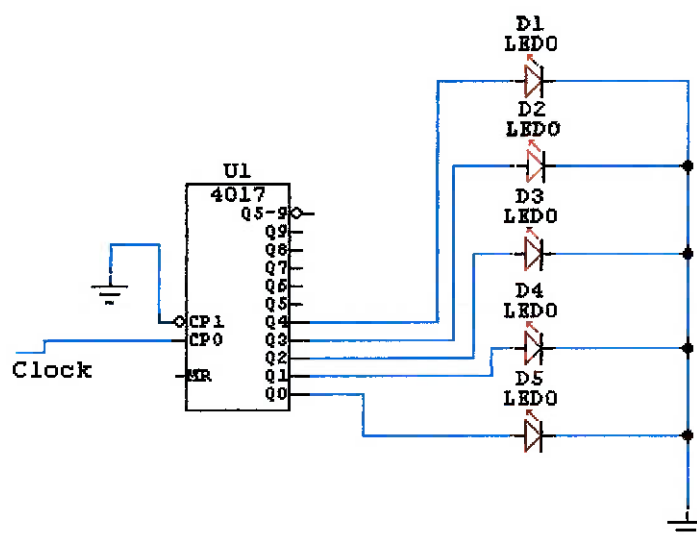 D1
LED0
D2
LED0
D3
LED0
D4
LED0
D5
LED0
U1
4017
Q5-9
Q9
Q8
Q7
Q6
Q5
Q4
Q3
Q2
Q1
Q0
CP1
CP0
MR
Clock